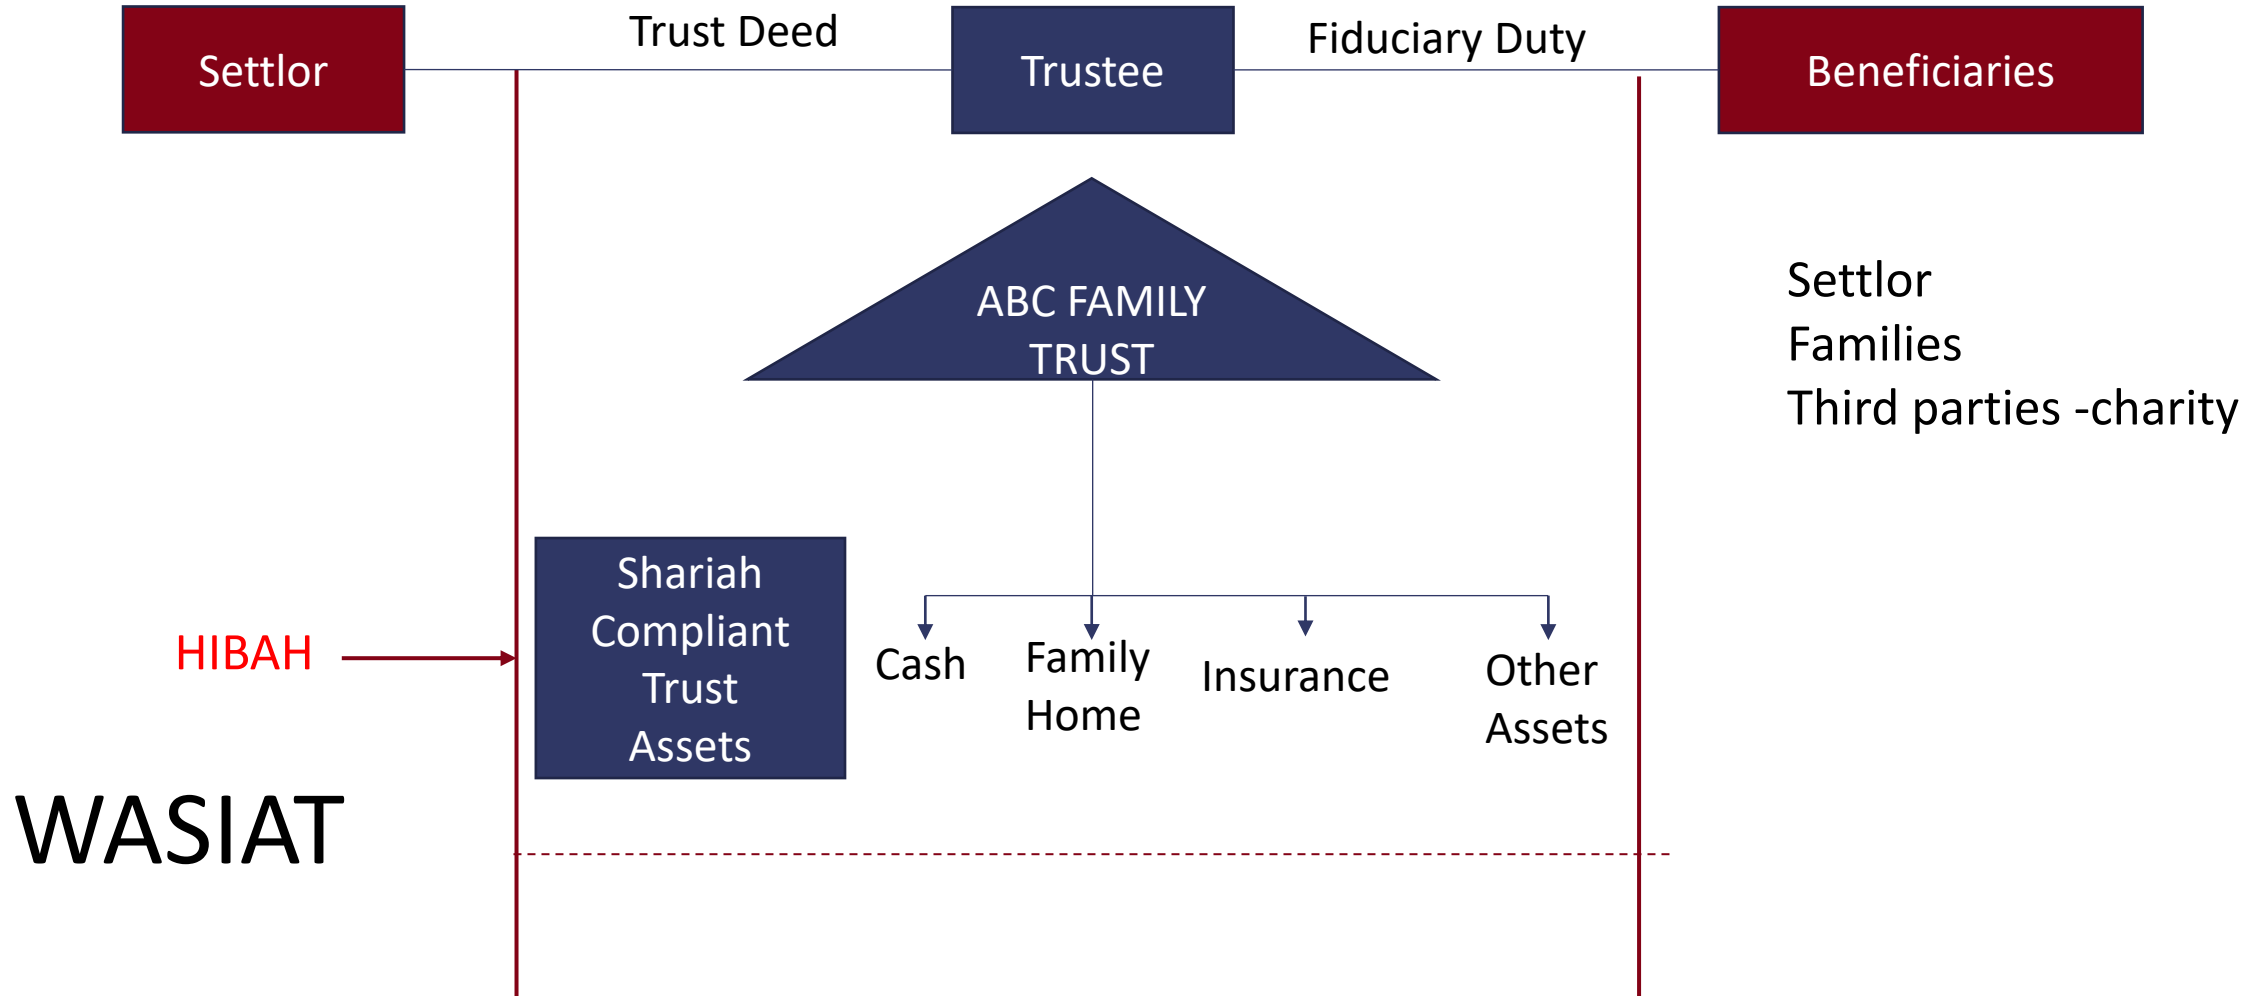 Settlor
Trust Deed
Trustee
Fiduciary Duty
Beneficiaries
ABC FAMILY
TRUST
Settlor
Families
Third parties -charity
HIBAH
Shariah
Compliant
Trust
Assets
Cash
Family
Home
Insurance
Other
Assets
WASIAT